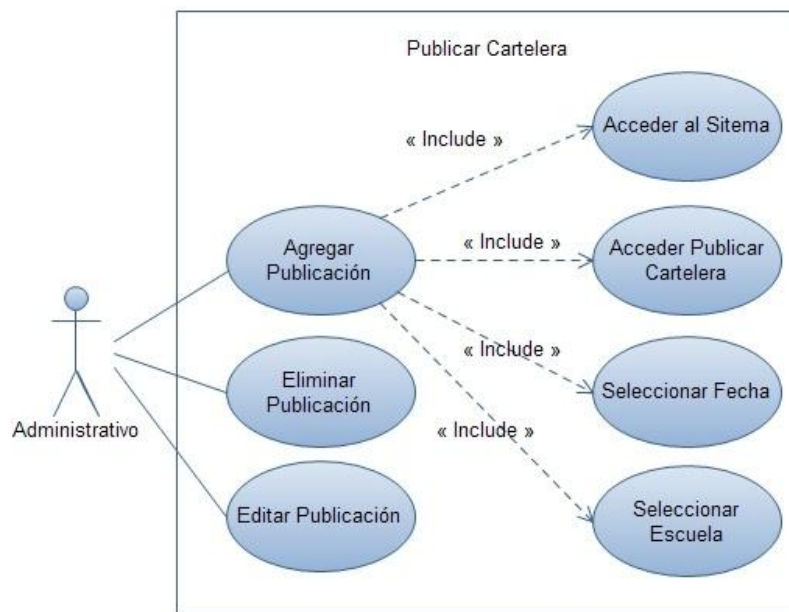 Publicar Cartelera
Acceder al Sitema
« Include »
Agregar
Publicación
« Include »
Acceder Publicar
Cartelera
« Include »
Seleccionar Fecha
Eliminar
Publicación
Administrativo
« Include »
Editar Publicación
Seleccionar
Escuela